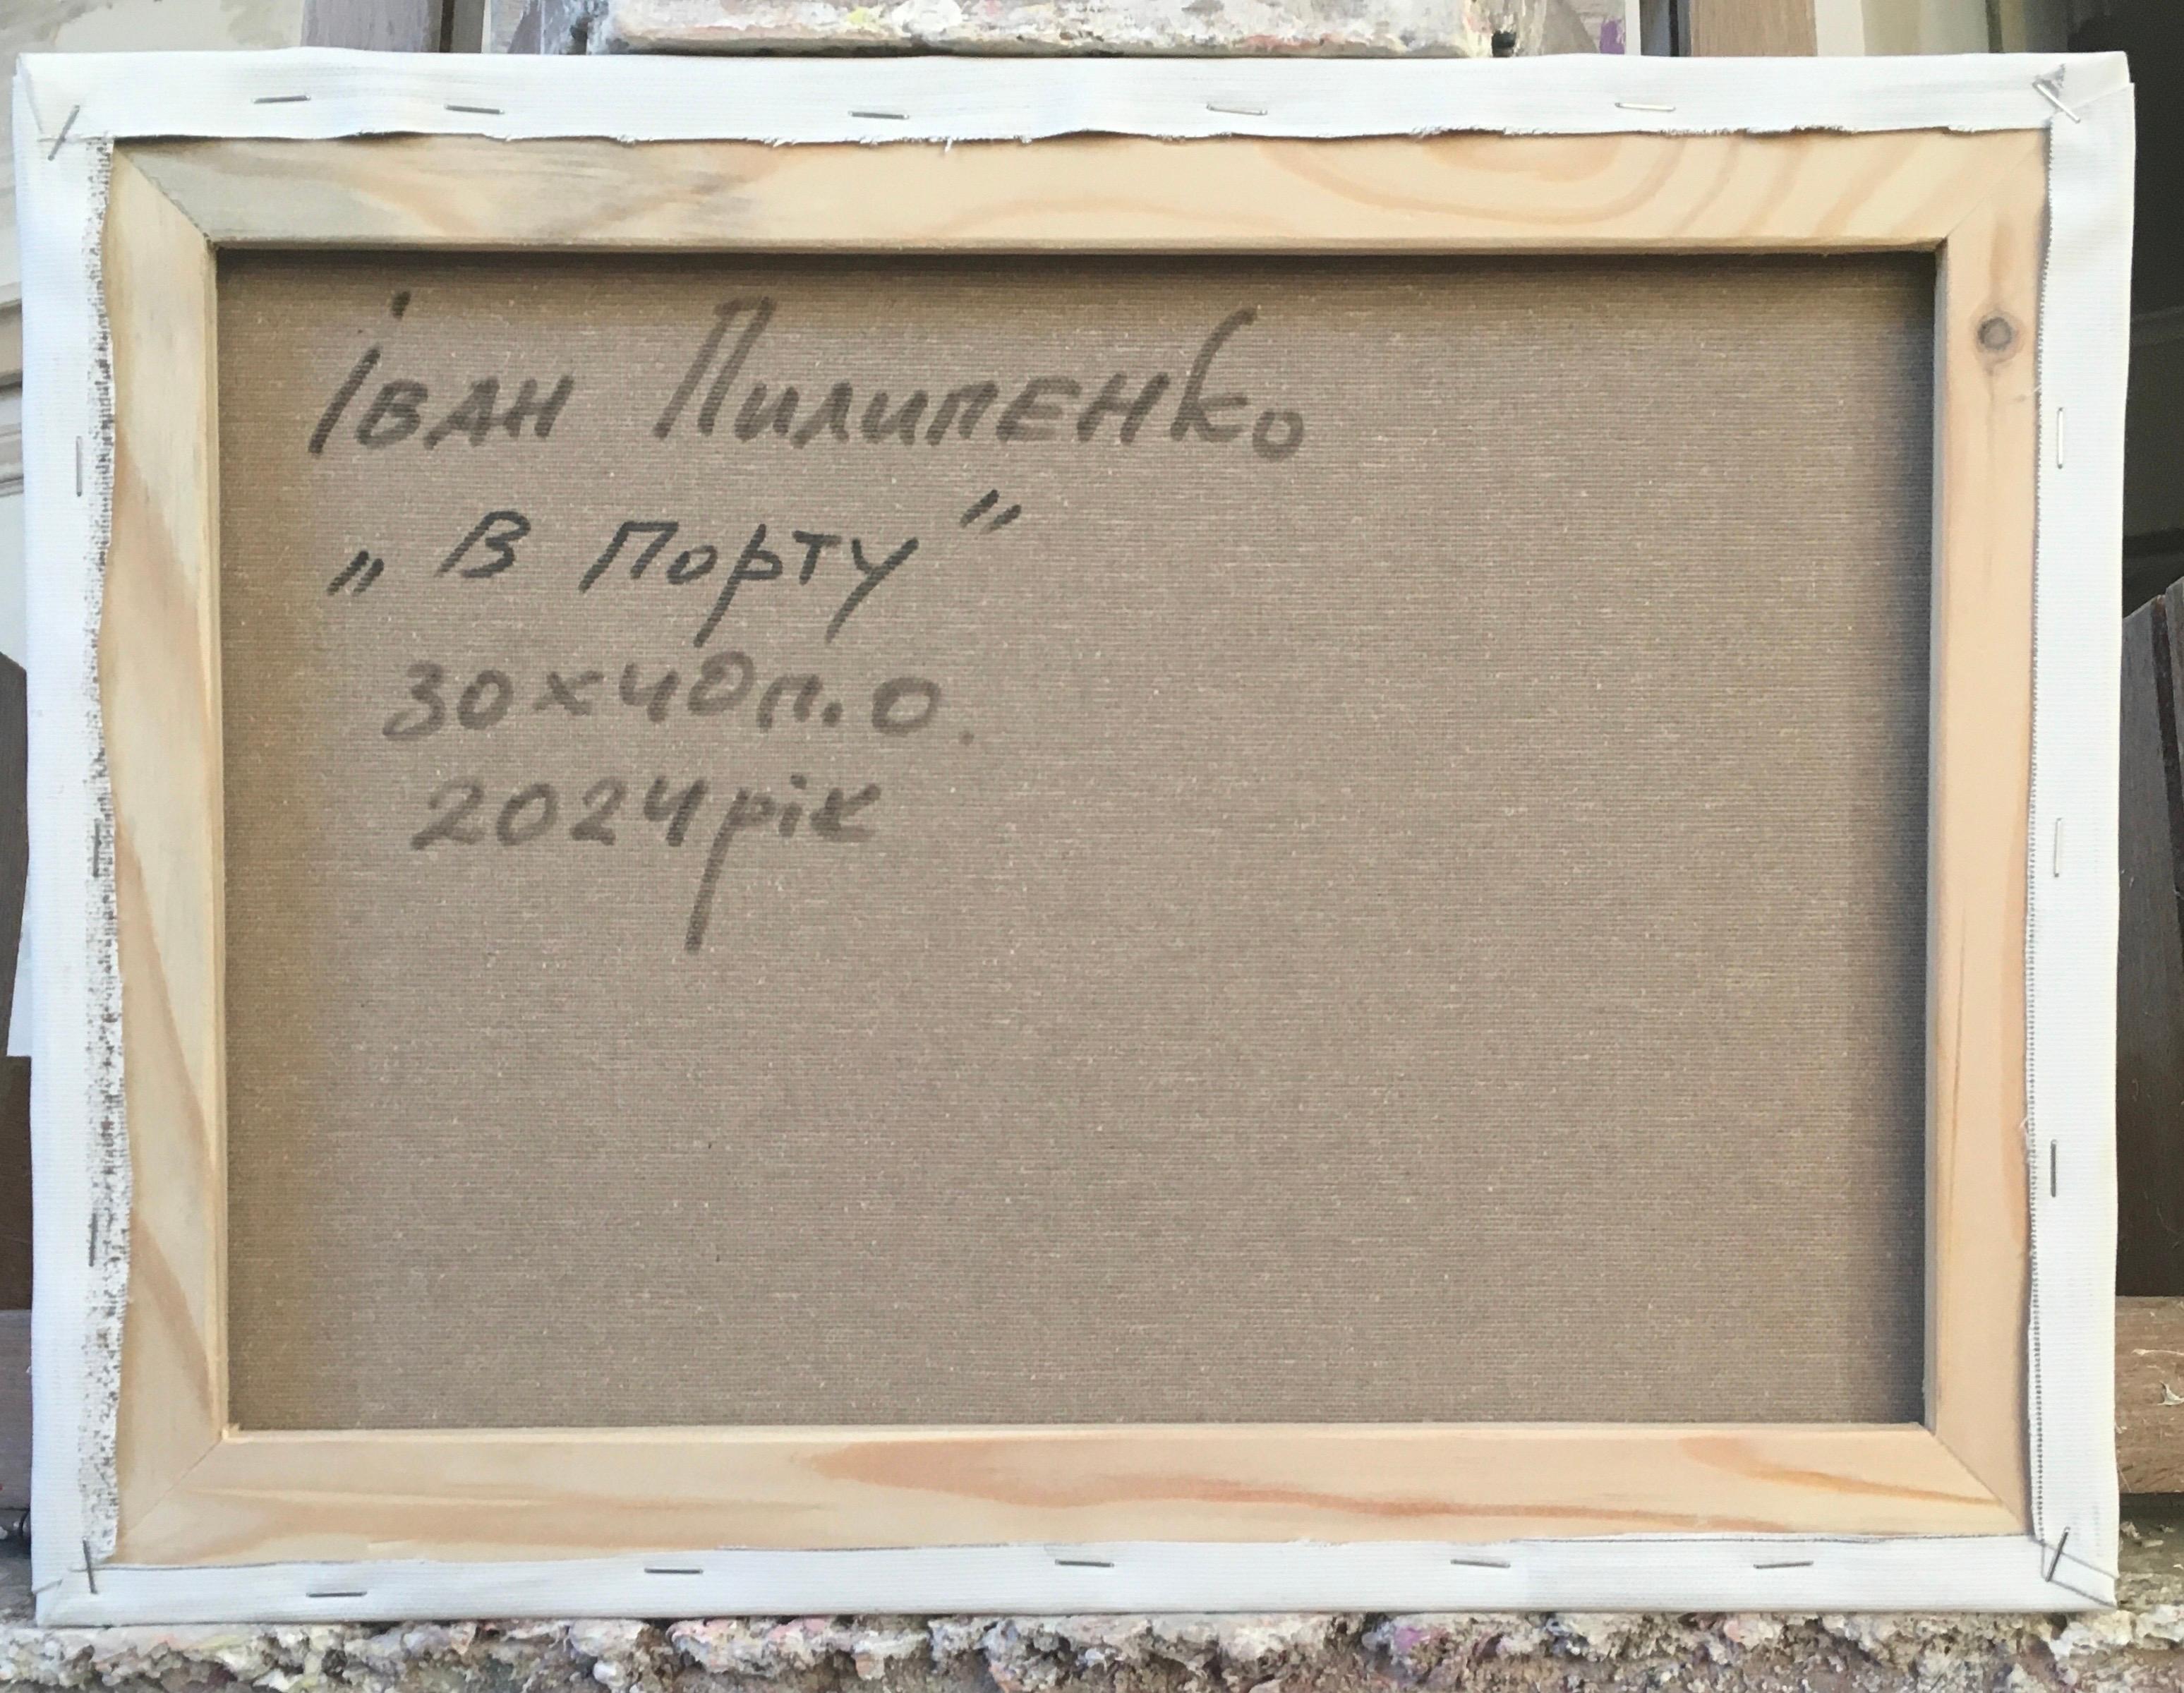 Іван Пилипенко
„В Порту"
30х40п.о.
2024рік